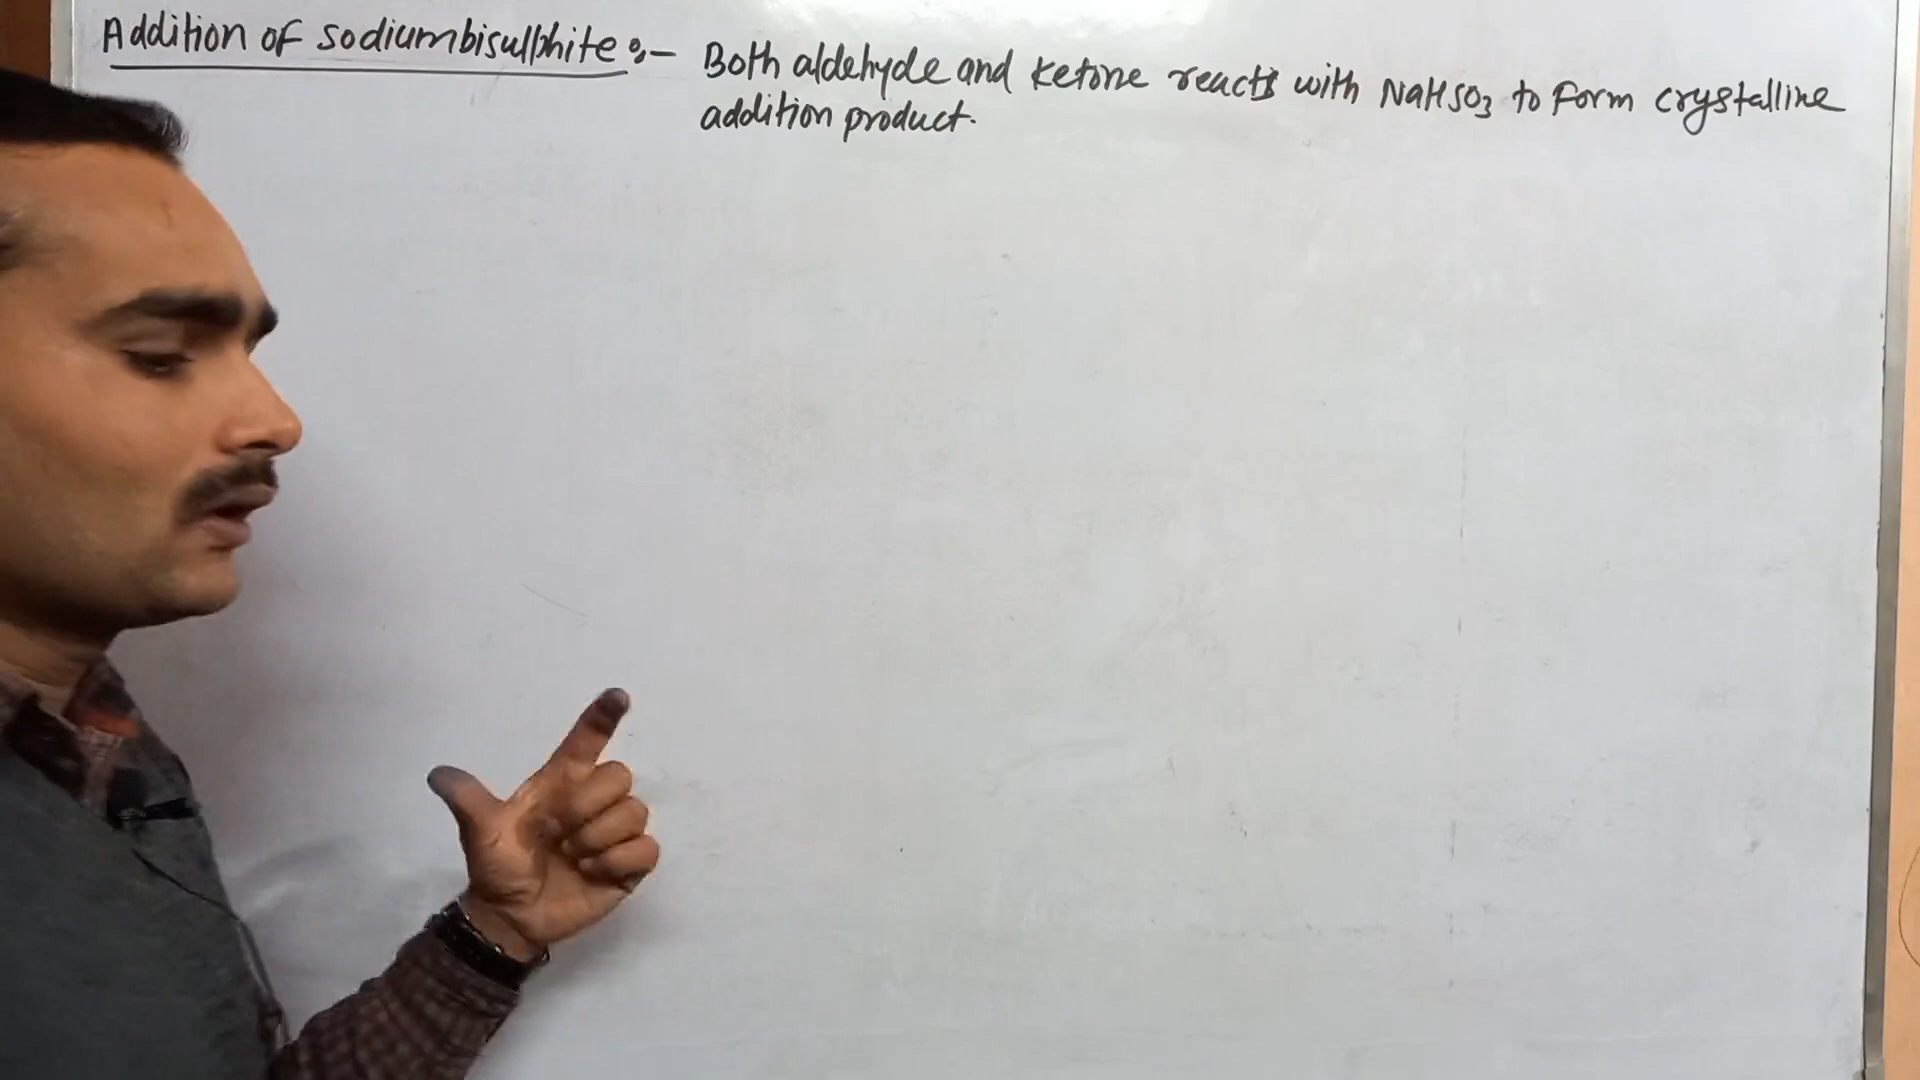 Addition of sodiumbisulphite :- Both aldehyde and ketone reacts with NaHSO3 to form crystalline
addition product.